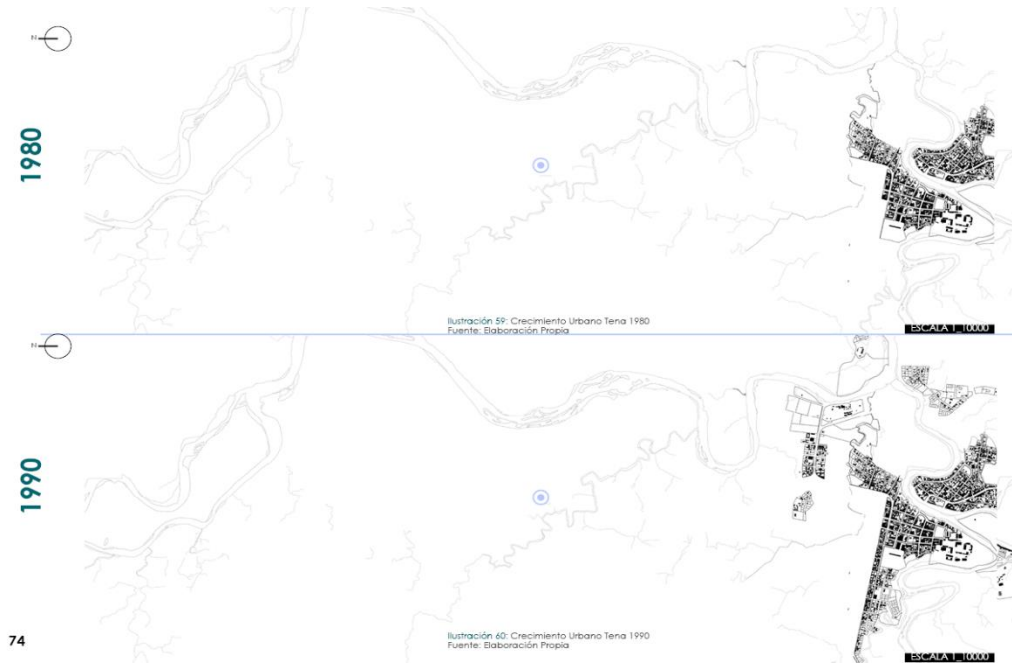 N
1980
Ilustración 59: Crecimiento Urbano Tena 1980
Fuente: Elaboración Propia
ESCALA 1_10000
N
1990
Ilustración 60: Crecimiento Urbano Tena 1990
Fuente: Elaboración Propia
ESCALA 1_10000
74